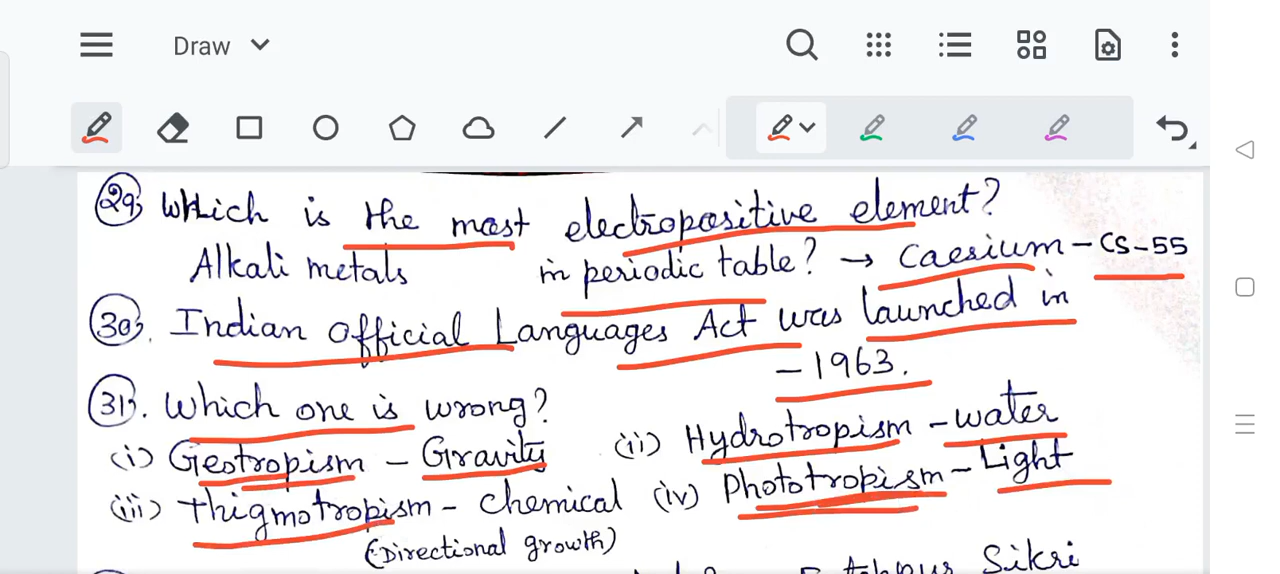 Draw
29. Which is the most electropositive element?
Alkali metals in periodic table? → Caesium - CS-55
30. Indian Official Languages Act was launched in
- 1963.
31. Which one is wrong?
(i) Geotropism - Gravity (ii) Hydrotropism - water
(iii) Thigmotropism - chemical (iv) Phototropism - Light
(Directional growth)
Sikri